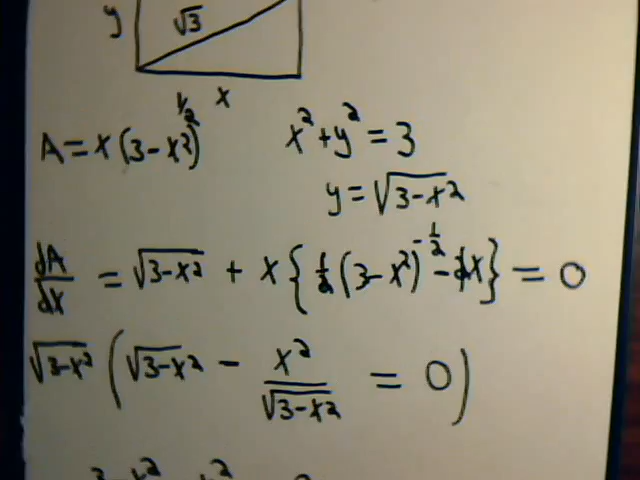 y √3
x
A = x(3-x²)^½ x² + y² = 3
y = √(3-x²)
dA/dx = √(3-x²) + x{½(3-x²)^-½ -2x} = 0
√(3-x²) (√(3-x²) - x²/√(3-x²) = 0)